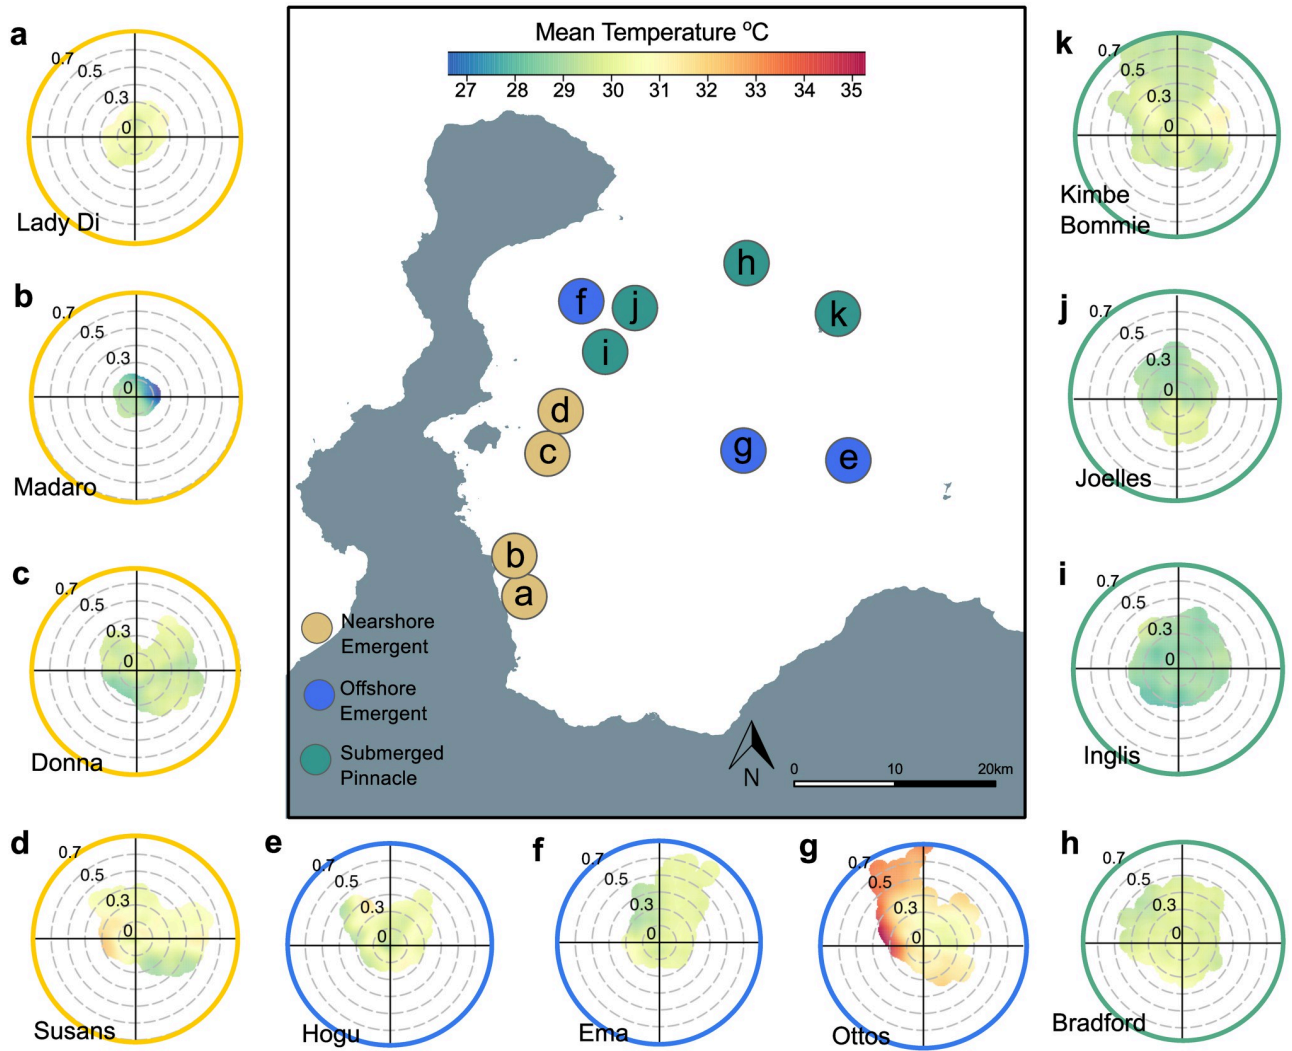 Mean Temperature ºC
27 28 29 30 31 32 33 34 35
a
0.7
0.5
0.3
0
Lady Di
b
0.7
0.5
0.3
0
Madaro
c
0.7
0.5
0.3
0
Donna
d
0.7
0.5
0.3
0
Susans
e
0.7
0.5
0.3
0
Hogu
f
0.7
0.5
0.3
0
Ema
g
0.7
0.5
0.3
0
Ottos
h
0.7
0.5
0.3
0
Bradford
i
0.7
0.5
0.3
0
Inglis
j
0.7
0.5
0.3
0
Joelles
k
0.7
0.5
0.3
0
Kimbe
Bommie
h
f
j
k
i
d
c
g
e
b
a
Nearshore
Emergent
Offshore
Emergent
Submerged
Pinnacle
N
0 10 20km